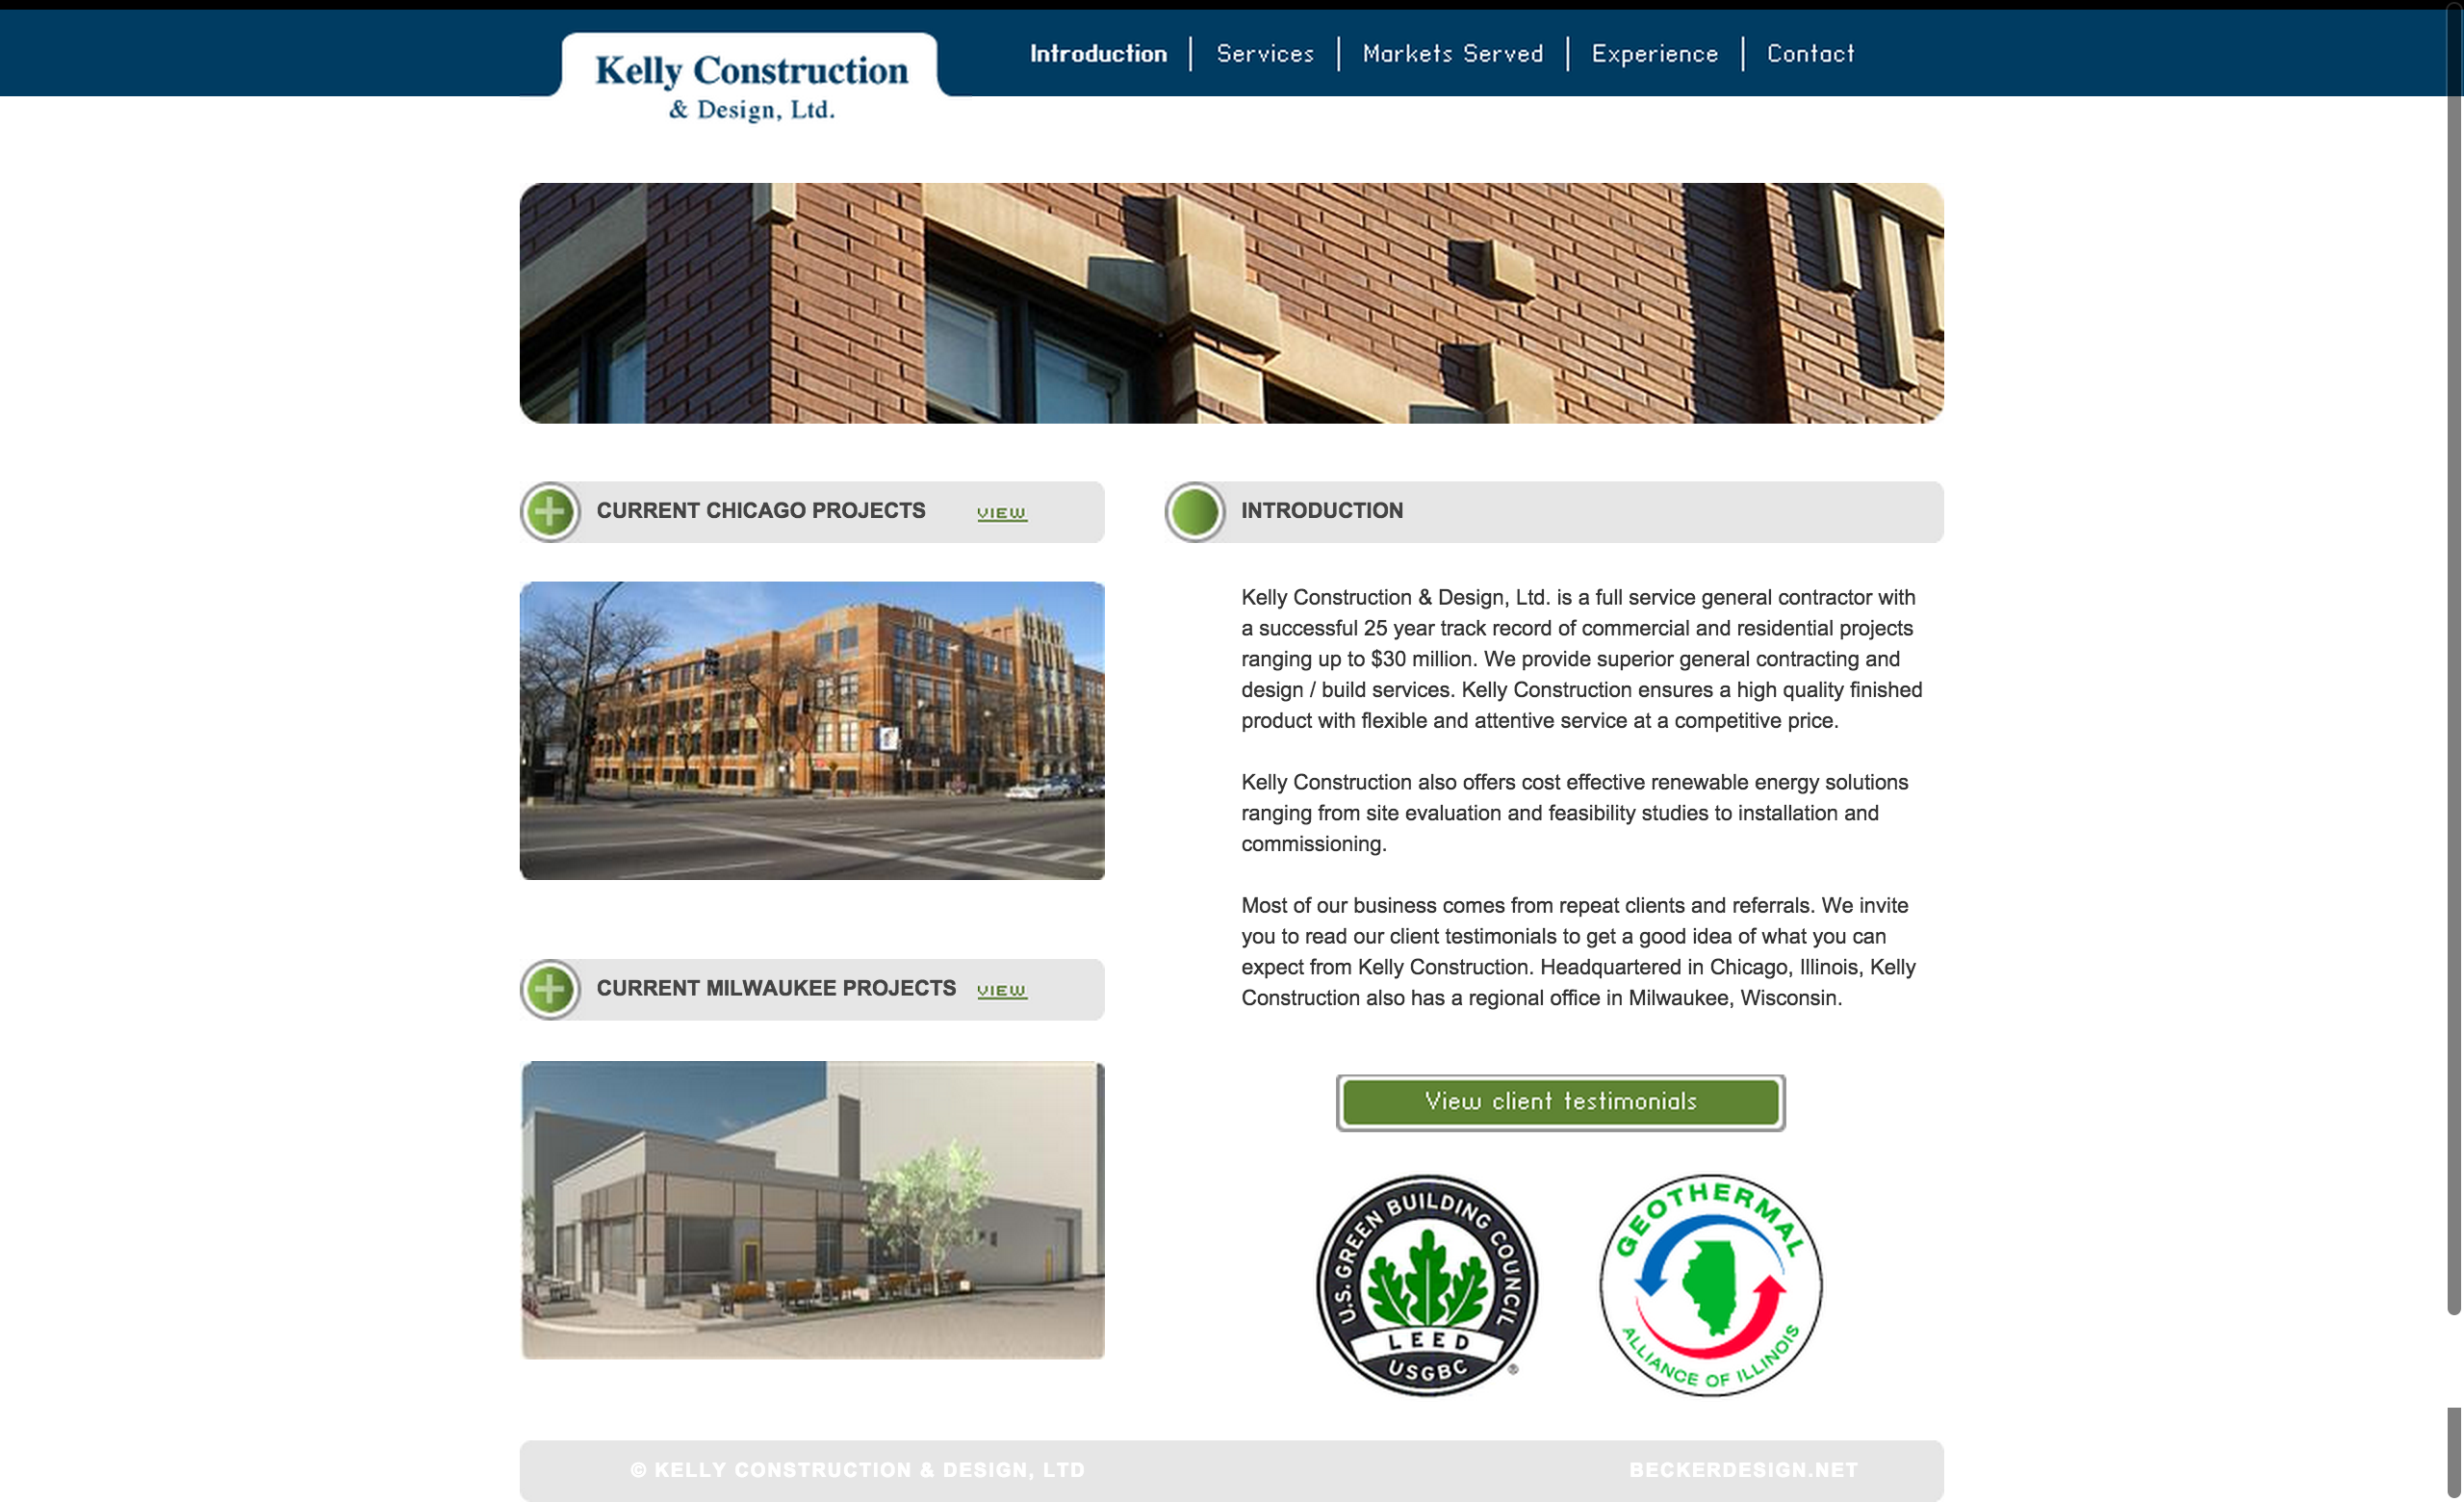 Kelly Construction
& Design, Ltd.
Introduction
Services
Markets Served
Experience
Contact
CURRENT CHICAGO PROJECTS
VIEW
CURRENT MILWAUKEE PROJECTS
VIEW
INTRODUCTION
Kelly Construction & Design, Ltd. is a full service general contractor with
a successful 25 year track record of commercial and residential projects
ranging up to $30 million. We provide superior general contracting and
design / build services. Kelly Construction ensures a high quality finished
product with flexible and attentive service at a competitive price.
Kelly Construction also offers cost effective renewable energy solutions
ranging from site evaluation and feasibility studies to installation and
commissioning.
Most of our business comes from repeat clients and referrals. We invite
you to read our client testimonials to get a good idea of what you can
expect from Kelly Construction. Headquartered in Chicago, Illinois, Kelly
Construction also has a regional office in Milwaukee, Wisconsin.
View client testimonials
U.S. GREEN BUILDING COUNCIL
LEED
USGBC
®
GEOTHERMAL
ALLIANCE OF ILLINOIS
© KELLY CONSTRUCTION & DESIGN, LTD
BECKERDESIGN.NET